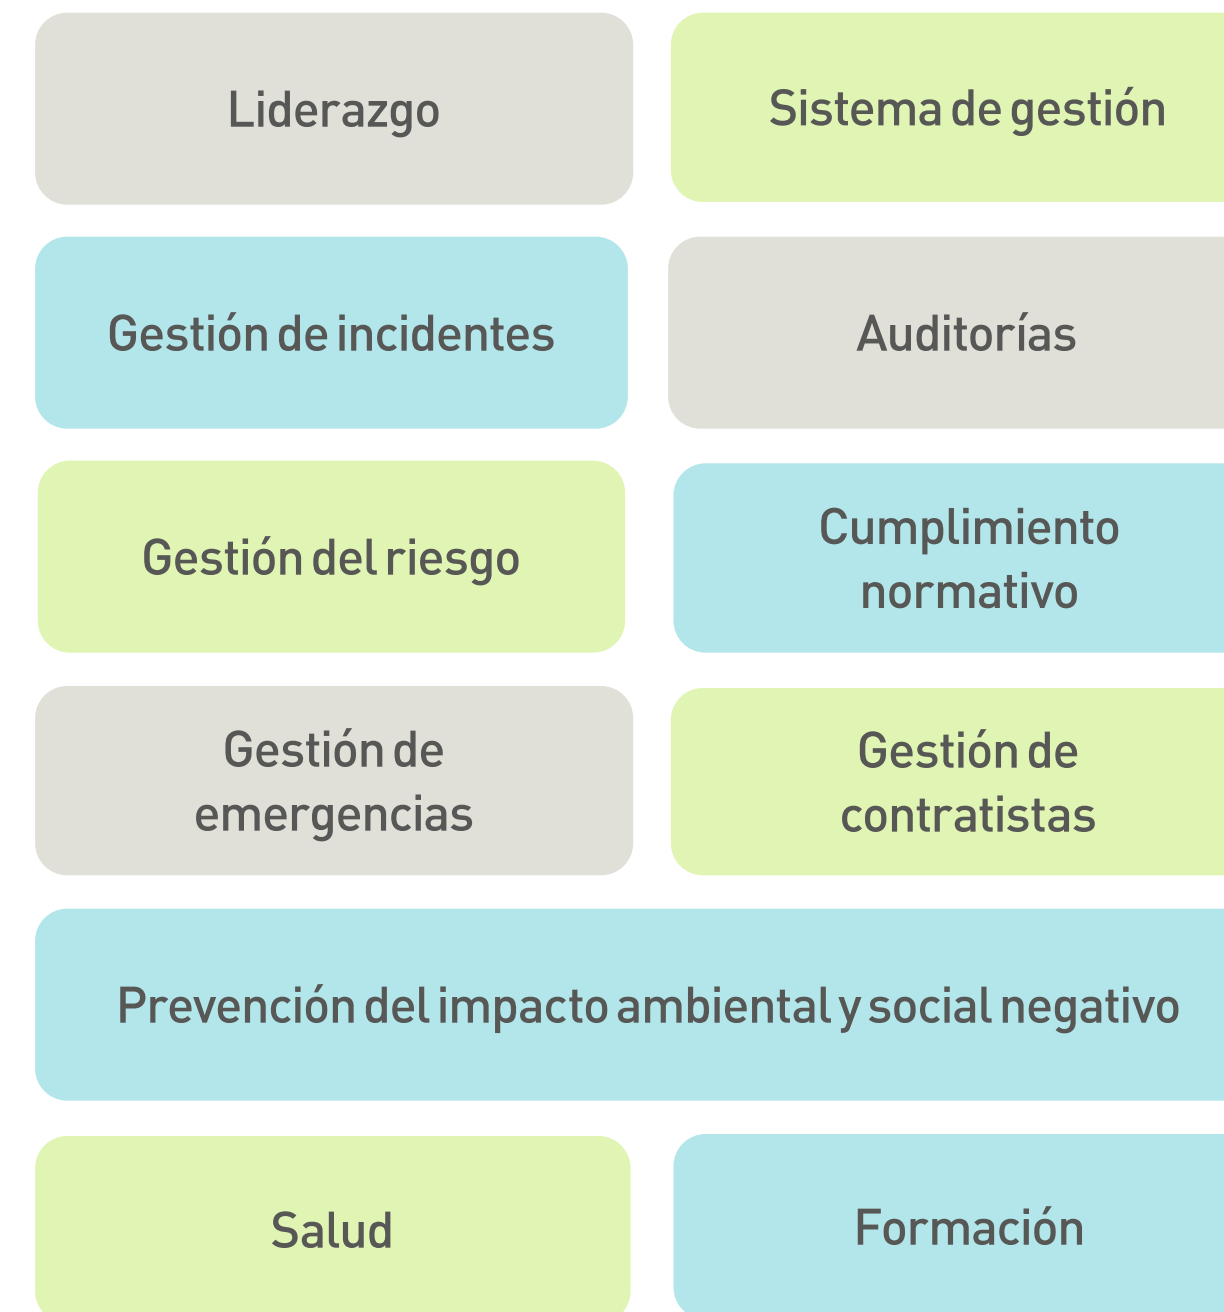 Liderazgo
Sistema de gestión
Gestión de incidentes
Auditorías
Gestión del riesgo
Cumplimiento
normativo
Gestión de
emergencias
Gestión de
contratistas
Prevención del impacto ambiental y social negativo
Salud
Formación